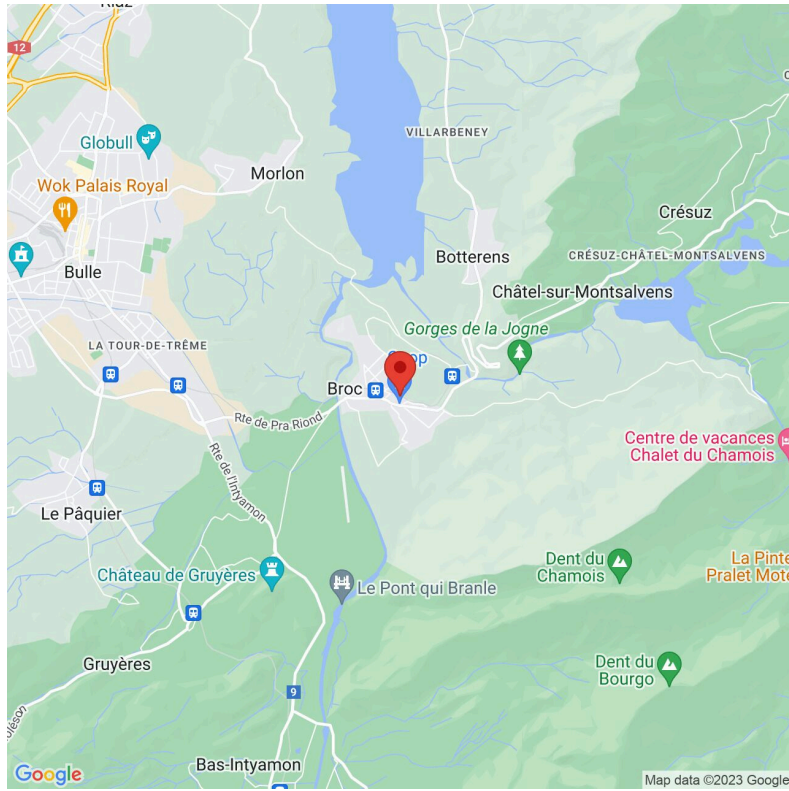 12
VILLARBENEY
Globull
Morlon
Wok Palais Royal
Crésuz
Botterens
CRÉSUZ-CHÂTEL-MONTSALVENS
Bulle
Châtel-sur-Montsalvens
Gorges de la Jogne
LA TOUR-DE-TRÊME
Broc
Rte de Pra Riond
Centre de vacances
Chalet du Chamois
Rte de l'Intyamon
Le Pâquier
Dent du
Chamois
La Pinte
Pralet Mote
Château de Gruyères
Le Pont qui Branle
Gruyères
Dent du
Bourgo
9
Bas-Intyamon
Google
Map data ©2023 Google